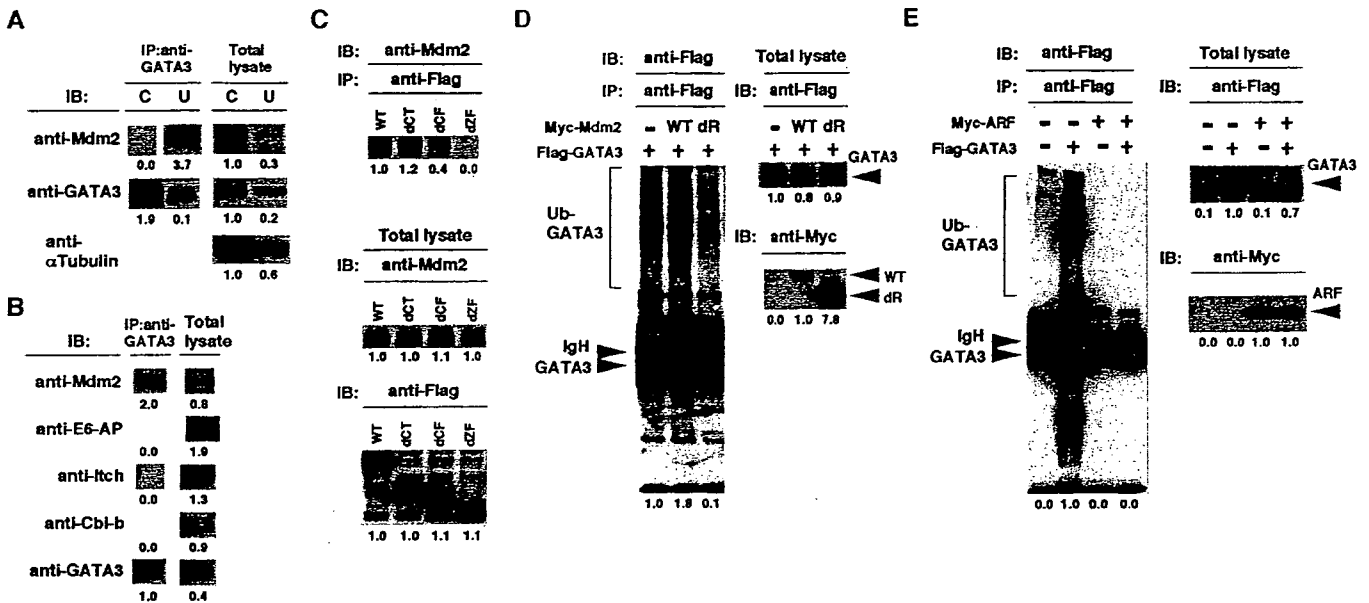 A
IP:anti-GATA3
Total lysate
IB: C U C U
anti-Mdm2
0.0 3.7 1.0 0.3
anti-GATA3
1.9 0.1 1.0 0.2
anti-αTubulin
1.0 0.6
B
IP:anti-GATA3
Total lysate
IB:
anti-Mdm2
2.0 0.8
anti-E6-AP
0.0 1.9
anti-Itch
0.0 1.3
anti-Cbl-b
0.0 0.9
anti-GATA3
1.0 0.4
C
IB: anti-Mdm2
IP: anti-Flag
WT dCT dCF dZF
1.0 1.2 0.4 0.0
Total lysate
IB: anti-Mdm2
WT dCT dCF dZF
1.0 1.0 1.1 1.0
IB: anti-Flag
WT dCT dCF dZF
1.0 1.0 1.1 1.1
D
IB: anti-Flag
IP: anti-Flag
Myc-Mdm2 - WT dR
Flag-GATA3 + + +
Ub-GATA3
IgH
GATA3
1.0 1.8 0.1
Total lysate
IB: anti-Flag
- WT dR
+ + +
GATA3
1.0 0.8 0.9
IB: anti-Myc
WT
dR
0.0 1.0 7.8
E
IB: anti-Flag
IP: anti-Flag
Myc-ARF - - + +
Flag-GATA3 - + - +
Ub-GATA3
IgH
GATA3
0.0 1.0 0.0 0.0
Total lysate
IB: anti-Flag
- - + +
- + - +
GATA3
0.1 1.0 0.1 0.7
IB: anti-Myc
ARF
0.0 0.0 1.0 1.0